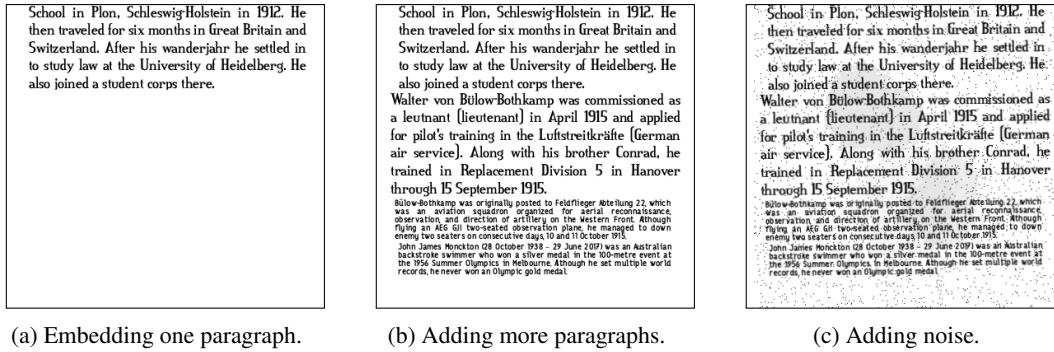 School in Plon, Schleswig-Holstein in 1912. He
then traveled for six months in Great Britain and
Switzerland. After his wanderjahr he settled in
to study law at the University of Heidelberg. He
also joined a student corps there.
(a) Embedding one paragraph.
School in Plon, Schleswig-Holstein in 1912. He
then traveled for six months in Great Britain and
Switzerland. After his wanderjahr he settled in
to study law at the University of Heidelberg. He
also joined a student corps there.
Walter von Bülow-Bothkamp was commissioned as
a leutnant (lieutenant) in April 1915 and applied
for pilot's training in the Luftstreitkräfte (German
air service). Along with his brother Conrad, he
trained in Replacement Division 5 in Hanover
through 15 September 1915.
Bülow-Bothkamp was originally posted to Feldflieger Abteilung 22, which
was an aviation squadron organized for aerial reconnaissance,
observation, and direction of artillery on the Western Front. Although
flying an AEG GII two-seated observation plane, he managed to down
enemy two seaters on consecutive days, 10 and 11 October 1915.
John James Monckton (28 October 1938 – 29 June 2017) was an Australian
backstroke swimmer who won a silver medal in the 100-metre event at
the 1956 Summer Olympics in Melbourne. Although he set multiple world
records, he never won an Olympic gold medal.
(b) Adding more paragraphs.
School in Plon, Schleswig-Holstein in 1912. He
then traveled for six months in Great Britain and
Switzerland. After his wanderjahr he settled in
to study law at the University of Heidelberg. He
also joined a student corps there.
Walter von Bülow-Bothkamp was commissioned as
a leutnant (lieutenant) in April 1915 and applied
for pilot's training in the Luftstreitkräfte (German
air service). Along with his brother Conrad, he
trained in Replacement Division 5 in Hanover
through 15 September 1915.
Bülow-Bothkamp was originally posted to Feldflieger Abteilung 22, which
was an aviation squadron organized for aerial reconnaissance,
observation, and direction of artillery on the Western Front. Although
flying an AEG GII two-seated observation plane, he managed to down
enemy two seaters on consecutive days, 10 and 11 October 1915.
John James Monckton (28 October 1938 – 29 June 2017) was an Australian
backstroke swimmer who won a silver medal in the 100-metre event at
the 1956 Summer Olympics in Melbourne. Although he set multiple world
records, he never won an Olympic gold medal.
(c) Adding noise.